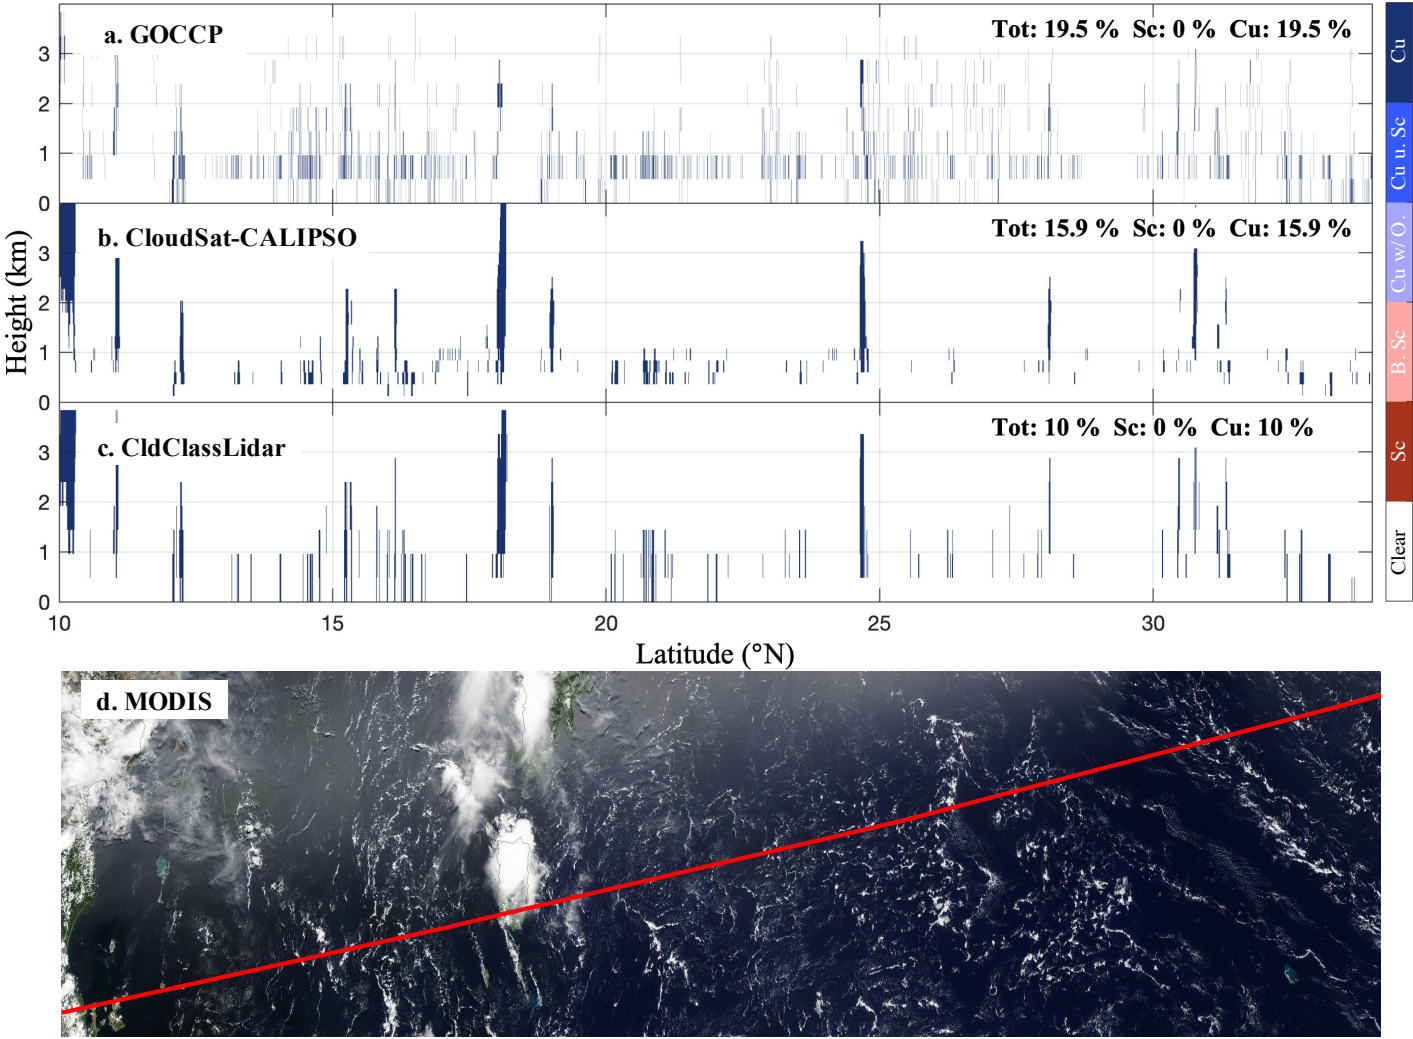 a. GOCCP
Tot: 19.5 % Sc: 0 % Cu: 19.5 %
3
2
1
0
b. CloudSat-CALIPSO
Tot: 15.9 % Sc: 0 % Cu: 15.9 %
3
2
1
0
c. CldClassLidar
Tot: 10 % Sc: 0 % Cu: 10 %
3
2
1
0
Height (km)
10 15 20 25 30
Latitude (°N)
Cu
Cu u. Sc
Cu w/ O.
B. Sc
Sc
Clear
d. MODIS